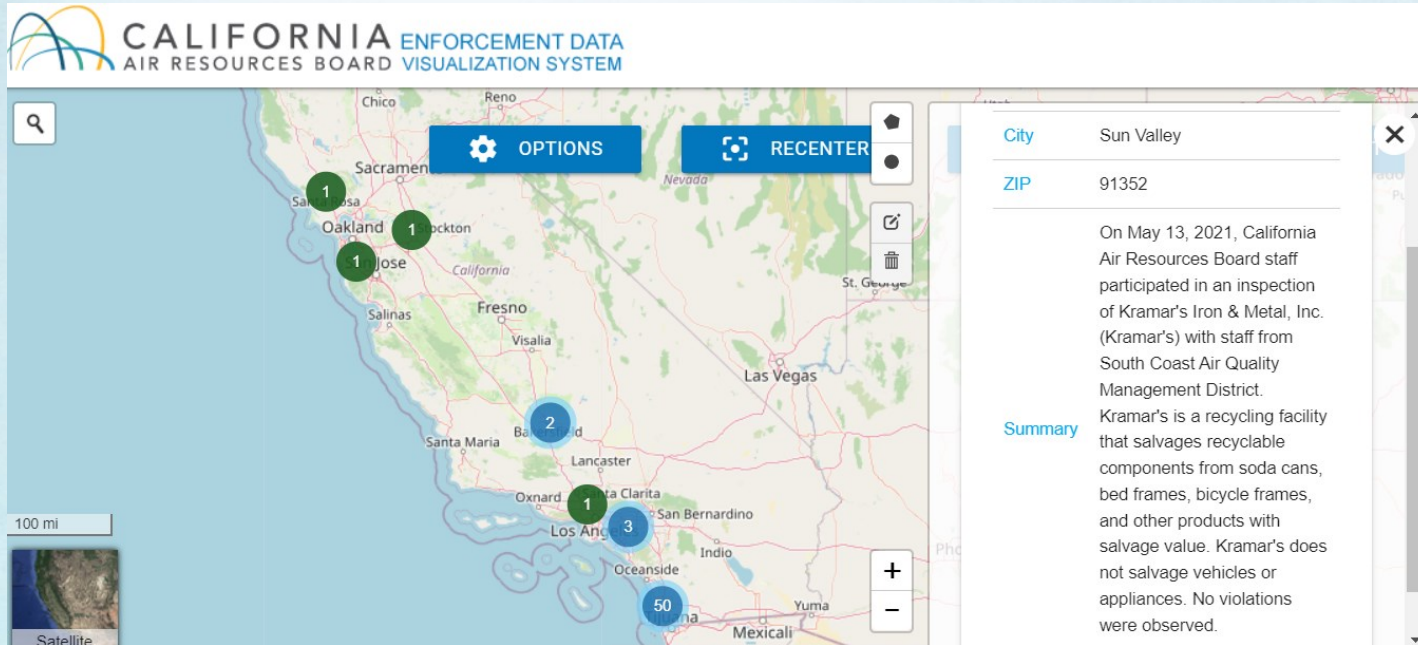 CALIFORNIA ENFORCEMENT DATA
AIR RESOURCES BOARD VISUALIZATION SYSTEM
OPTIONS
RECENTER
Chico
Reno
Sacramen
Nevada
1
Santa Rosa
Oakland
1
Stockton
1
San Jose
California
St. George
Salinas
Fresno
Visalia
Las Vegas
2
Bakersfield
Santa Maria
Lancaster
Oxnard
1
Santa Clarita
San Bernardino
Los Angeles
3
Indio
Oceanside
50
Tijuana
Yuma
Mexicali
100 mi
Satellite
+
−
City Sun Valley
ZIP 91352
Summary
On May 13, 2021, California
Air Resources Board staff
participated in an inspection
of Kramar's Iron & Metal, Inc.
(Kramar's) with staff from
South Coast Air Quality
Management District.
Kramar's is a recycling facility
that salvages recyclable
components from soda cans,
bed frames, bicycle frames,
and other products with
salvage value. Kramar's does
not salvage vehicles or
appliances. No violations
were observed.